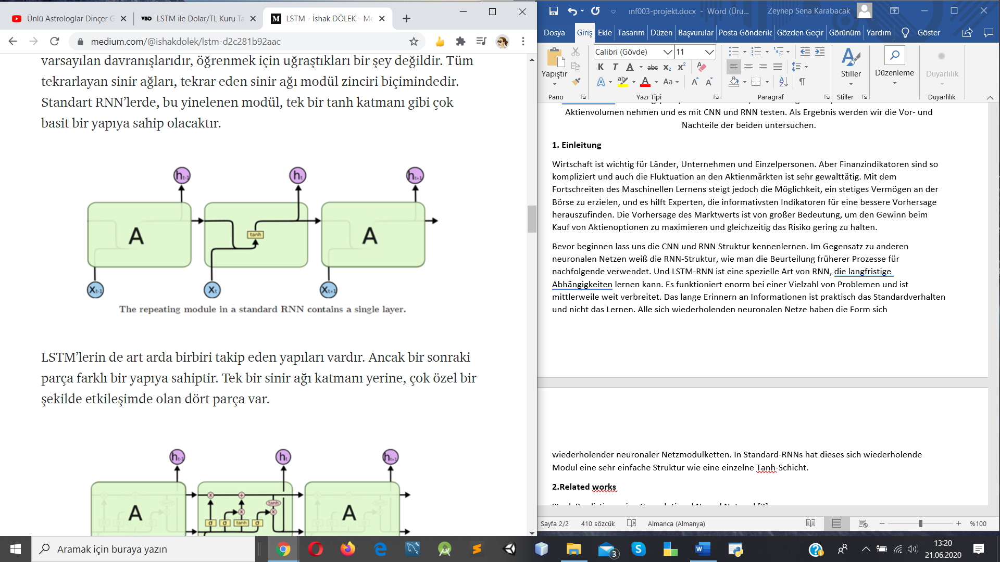 Ünlü Astrologlar Dinçer G
LSTM ile Dolar/TL Kuru Ta
LSTM - İshak DÖLEK - Me
medium.com/@ishakdolek/lstm-d2c281b92aac
varsayılan davranışlarıdır, öğrenmek için uğraştıkları bir şey değildir. Tüm
tekrarlayan sinir ağları, tekrar eden sinir ağı modül zinciri biçimindedir.
Standart RNN’lerde, bu yinelenen modül, tek bir tanh katmanı gibi çok
basit bir yapıya sahip olacaktır.
ht-1 ht ht+1
A tanh A
Xt-1 Xt Xt+1
The repeating module in a standard RNN contains a single layer.
LSTM’lerin de art arda birbiri takip eden yapıları vardır. Ancak bir sonraki
parça farklı bir yapıya sahiptir. Tek bir sinir ağı katmanı yerine, çok özel bir
şekilde etkileşimde olan dört parça var.
ht-1 ht ht+1
tanh
A A
σ σ tanh σ
ınf003-projekt.docx - Word (Ürü...
Zeynep Sena Karabacak
Dosya Giriş Ekle Tasarım Düzen Başvurular Posta Gönderile Gözden Geçir Görünüm Yardım Göster
Yapıştır
Calibri (Gövde) 11
K T A abc x₂ x²
A ab A Aa A A
Stiller
Düzenleme
Duyarlılık
Pano Yazı Tipi Paragraf Stiller Duyarlılık
Aktienvolumen nehmen und es mit CNN und RNN testen. Als Ergebnis werden wir die Vor- und
Nachteile der beiden untersuchen.
1. Einleitung
Wirtschaft ist wichtig für Länder, Unternehmen und Einzelpersonen. Aber Finanzindikatoren sind so
kompliziert und auch die Fluktuation an den Aktienmärkten ist sehr gewalttätig. Mit dem
Fortschreiten des Maschinellen Lernens steigt jedoch die Möglichkeit, ein stetiges Vermögen an der
Börse zu erzielen, und es hilft Experten, die informativsten Indikatoren für eine bessere Vorhersage
herauszufinden. Die Vorhersage des Marktwerts ist von großer Bedeutung, um den Gewinn beim
Kauf von Aktienoptionen zu maximieren und gleichzeitig das Risiko gering zu halten.
Bevor beginnen lass uns die CNN und RNN Struktur kennenlernen. Im Gegensatz zu anderen
neuronalen Netzen weiß die RNN-Struktur, wie man die Beurteilung früherer Prozesse für
nachfolgende verwendet. Und LSTM-RNN ist eine spezielle Art von RNN, die langfristige
Abhängigkeiten lernen kann. Es funktioniert enorm bei einer Vielzahl von Problemen und ist
mittlerweile weit verbreitet. Das lange Erinnern an Informationen ist praktisch das Standardverhalten
und nicht das Lernen. Alle sich wiederholenden neuronalen Netze haben die Form sich
wiederholender neuronaler Netzmodulketten. In Standard-RNNs hat dieses sich wiederholende
Modul eine sehr einfache Struktur wie eine einzelne Tanh-Schicht.
2.Related works
Sayfa 2/2 410 sözcük Almanca (Almanya) %100
Aramak için buraya yazın
3
13:20
21.06.2020